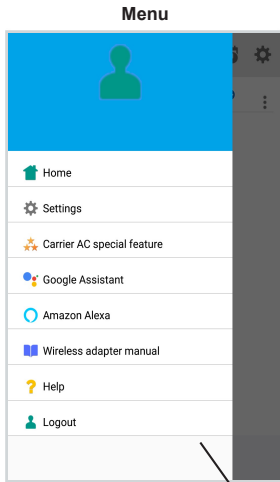 Menu
Home
Settings
Carrier AC special feature
Google Assistant
Amazon Alexa
Wireless adapter manual
Help
Logout